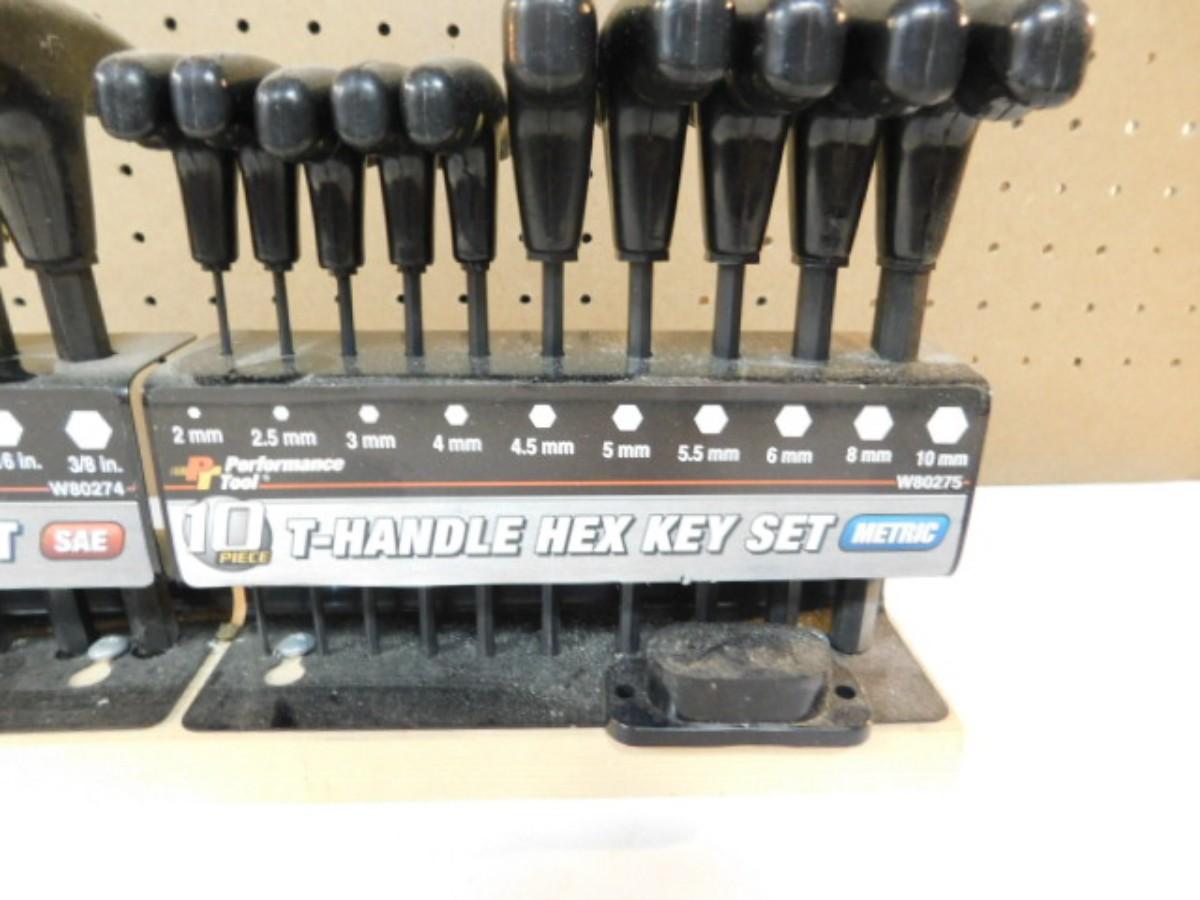 2 mm 2.5 mm 3 mm 4 mm 4.5 mm 5 mm 5.5 mm 6 mm 8 mm 10 mm
PT Performance
Tool
W80275
10
PIECE
T-HANDLE HEX KEY SET METRIC
6 in. 3/8 in.
W80274
T SAE